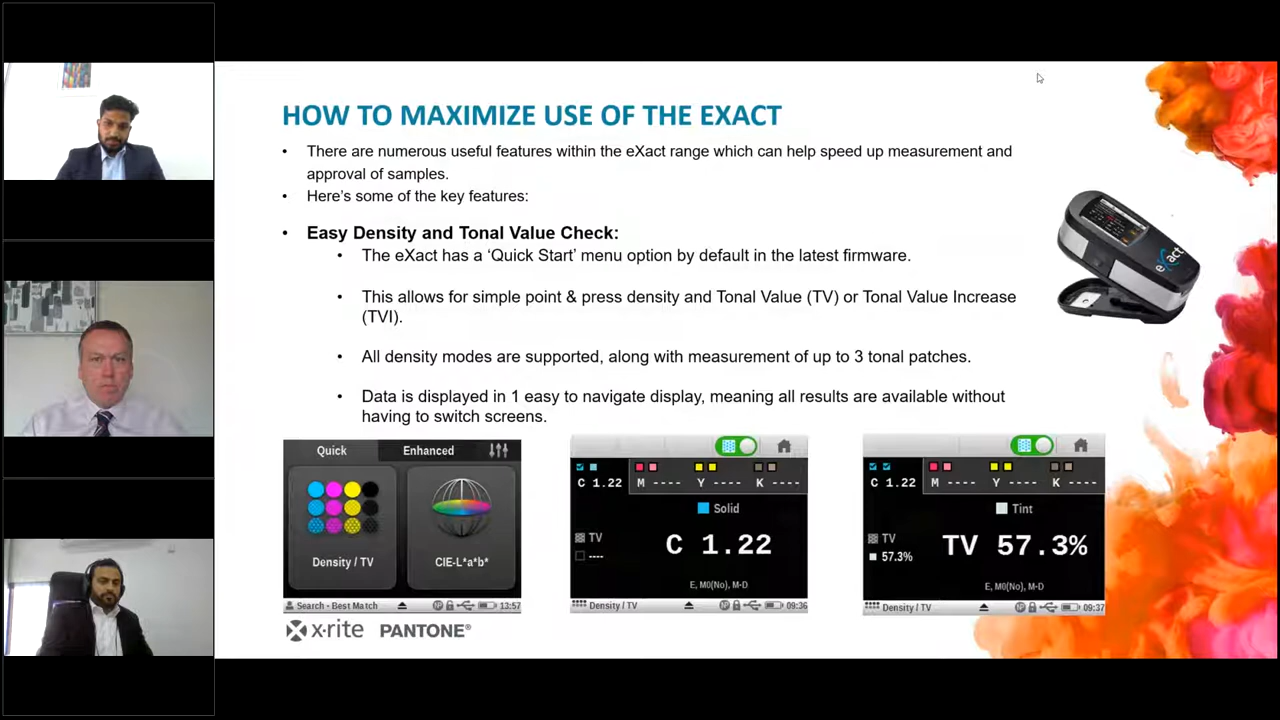 HOW TO MAXIMIZE USE OF THE EXACT
• There are numerous useful features within the eXact range which can help speed up measurement and
approval of samples.
• Here's some of the key features:
• Easy Density and Tonal Value Check:
• The eXact has a 'Quick Start' menu option by default in the latest firmware.
• This allows for simple point & press density and Tonal Value (TV) or Tonal Value Increase
(TVI).
• All density modes are supported, along with measurement of up to 3 tonal patches.
• Data is displayed in 1 easy to navigate display, meaning all results are available without
having to switch screens.
eXact
Quick Enhanced
Density / TV CIE-L*a*b*
Search - Best Match 13:57
C 1.22 M ---- Y ---- K ----
Solid
TV
----
C 1.22
E, M0(No), M-D
Density / TV 09:36
C 1.22 M ---- Y ---- K ----
Tint
TV
57.3%
TV 57.3%
E, M0(No), M-D
Density / TV 09:37
x-rite PANTONE®